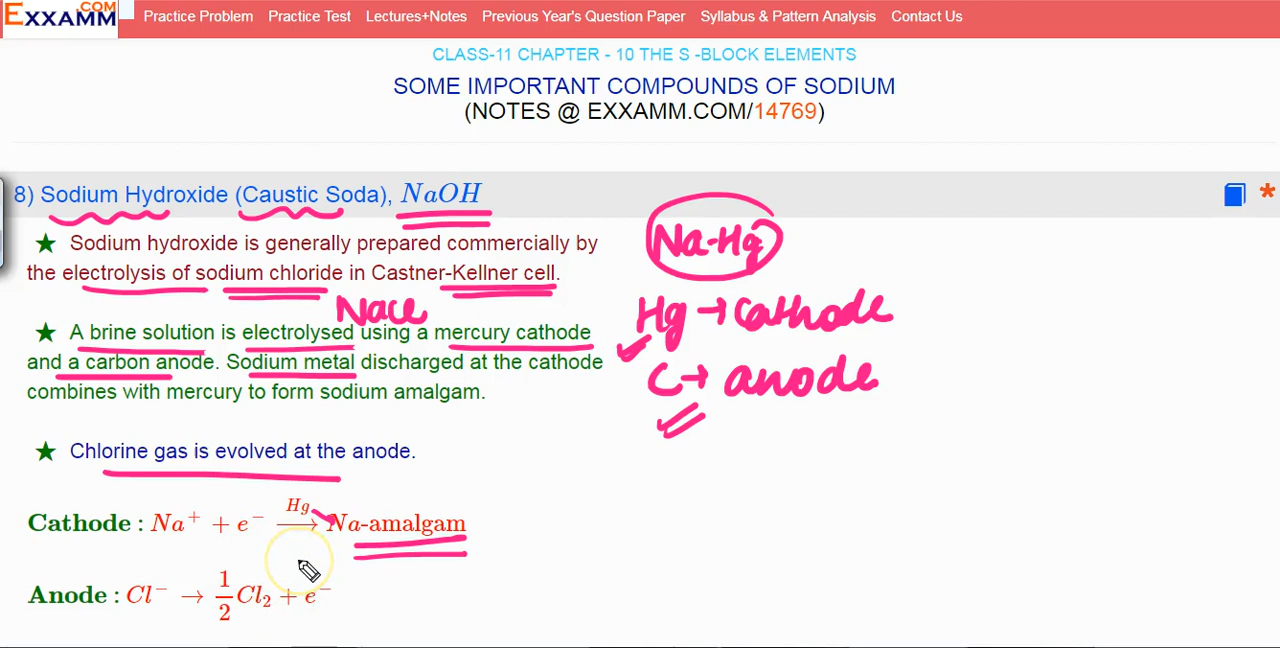 EXXAMM.COM
Practice Problem Practice Test Lectures+Notes Previous Year's Question Paper Syllabus & Pattern Analysis Contact Us
CLASS-11 CHAPTER - 10 THE S -BLOCK ELEMENTS
SOME IMPORTANT COMPOUNDS OF SODIUM
(NOTES @ EXXAMM.COM/14769)
8) Sodium Hydroxide (Caustic Soda), NaOH
★ Sodium hydroxide is generally prepared commercially by
the electrolysis of sodium chloride in Castner-Kellner cell.
Nacl
★ A brine solution is electrolysed using a mercury cathode
and a carbon anode. Sodium metal discharged at the cathode
combines with mercury to form sodium amalgam.
★ Chlorine gas is evolved at the anode.
Cathode : Na⁺ + e⁻ —Hg→ Na-amalgam
Anode : Cl⁻ → 1/2 Cl₂ + e⁻
Na-Hg
Hg → Cathode
C → anode